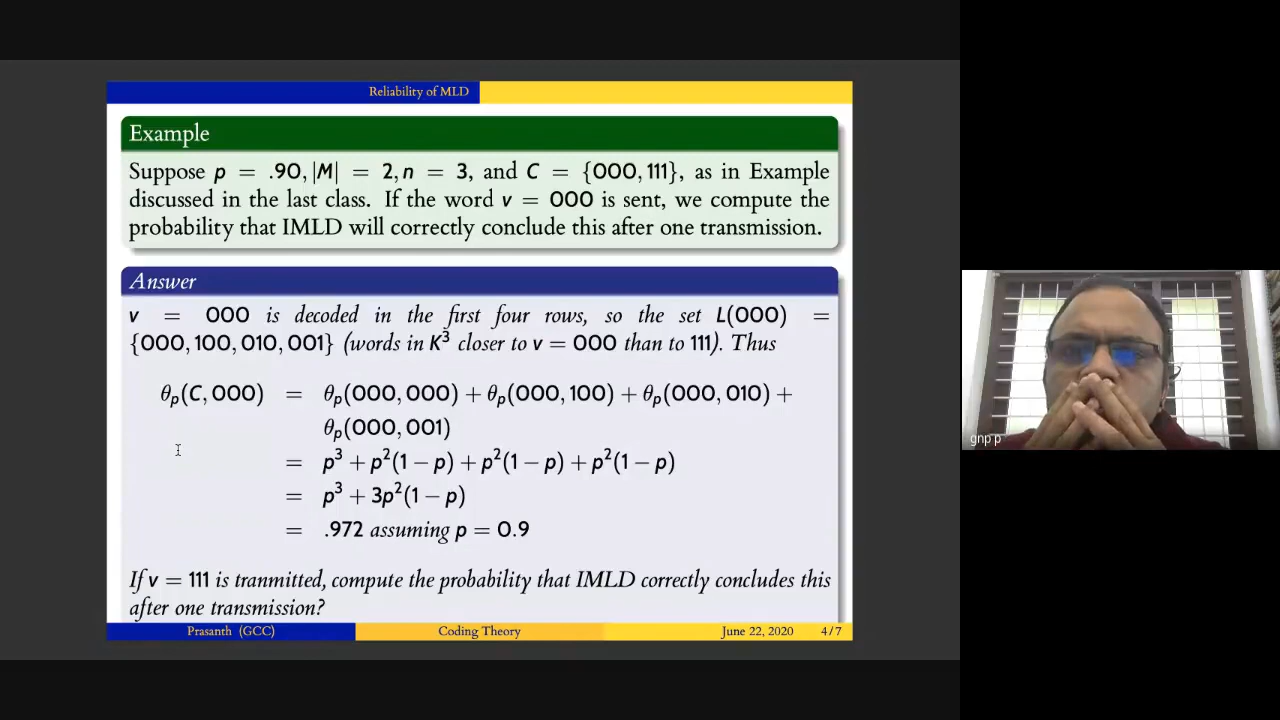 Reliability of MLD
Example
Suppose p = .90, |M| = 2, n = 3, and C = {000, 111}, as in Example
discussed in the last class. If the word v = 000 is sent, we compute the
probability that IMLD will correctly conclude this after one transmission.
Answer
v = 000 is decoded in the first four rows, so the set L(000) =
{000, 100, 010, 001} (words in K³ closer to v = 000 than to 111). Thus
θₚ(C, 000) = θₚ(000, 000) + θₚ(000, 100) + θₚ(000, 010) +
θₚ(000, 001)
= p³ + p²(1 − p) + p²(1 − p) + p²(1 − p)
= p³ + 3p²(1 − p)
= .972 assuming p = 0.9
If v = 111 is tranmitted, compute the probability that IMLD correctly concludes this
after one transmission?
Prasanth (GCC) Coding Theory June 22, 2020 4/7
gnp p